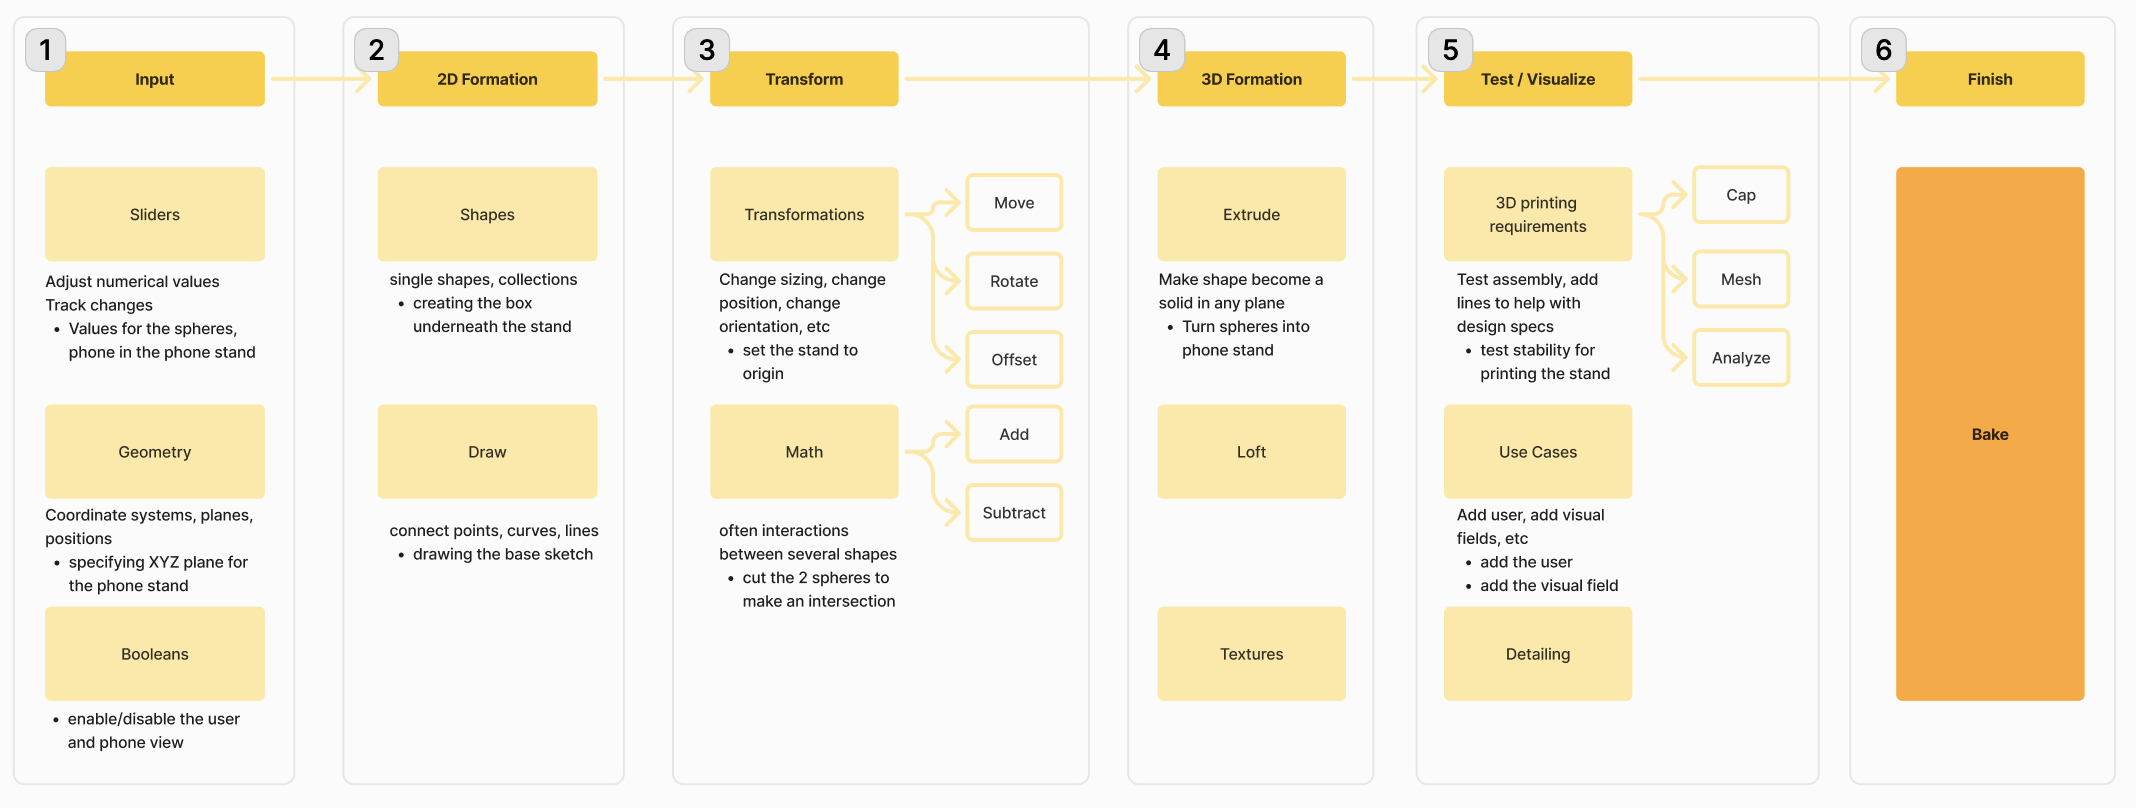 1
Input
Sliders
Adjust numerical values
Track changes
• Values for the spheres,
phone in the phone stand
Geometry
Coordinate systems, planes,
positions
• specifying XYZ plane for
the phone stand
Booleans
• enable/disable the user
and phone view
2
2D Formation
Shapes
single shapes, collections
• creating the box
underneath the stand
Draw
connect points, curves, lines
• drawing the base sketch
3
Transform
Transformations
Move
Rotate
Offset
Change sizing, change
position, change
orientation, etc
• set the stand to
origin
Math
Add
Subtract
often interactions
between several shapes
• cut the 2 spheres to
make an intersection
4
3D Formation
Extrude
Make shape become a
solid in any plane
• Turn spheres into
phone stand
Loft
Textures
5
Test / Visualize
3D printing
requirements
Cap
Mesh
Analyze
Test assembly, add
lines to help with
design specs
• test stability for
printing the stand
Use Cases
Add user, add visual
fields, etc
• add the user
• add the visual field
Detailing
6
Finish
Bake